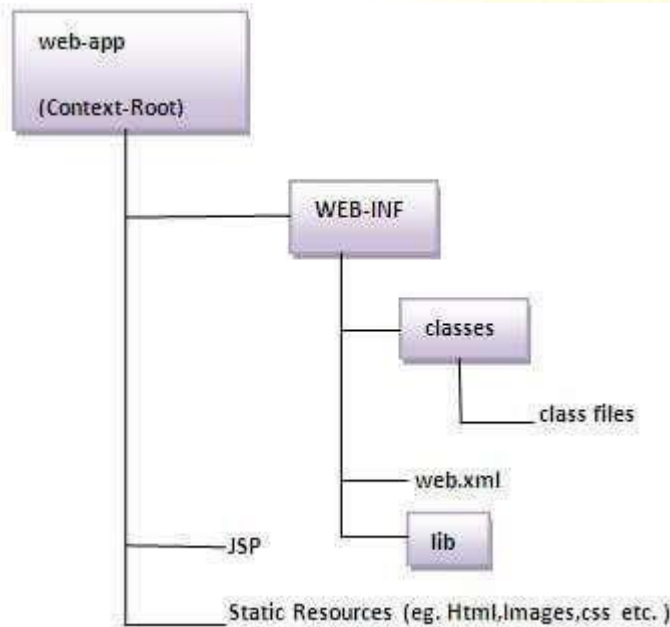 web-app
(Context-Root)
WEB-INF
classes
class files
web.xml
lib
JSP
Static Resources (eg. Html,Images,css etc. )